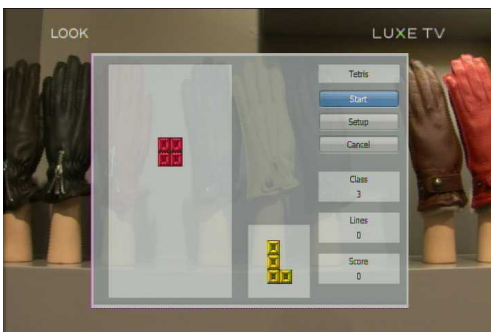 LOOK
LUXE TV
Tetris
Start
Setup
Cancel
Class
3
Lines
0
Score
0